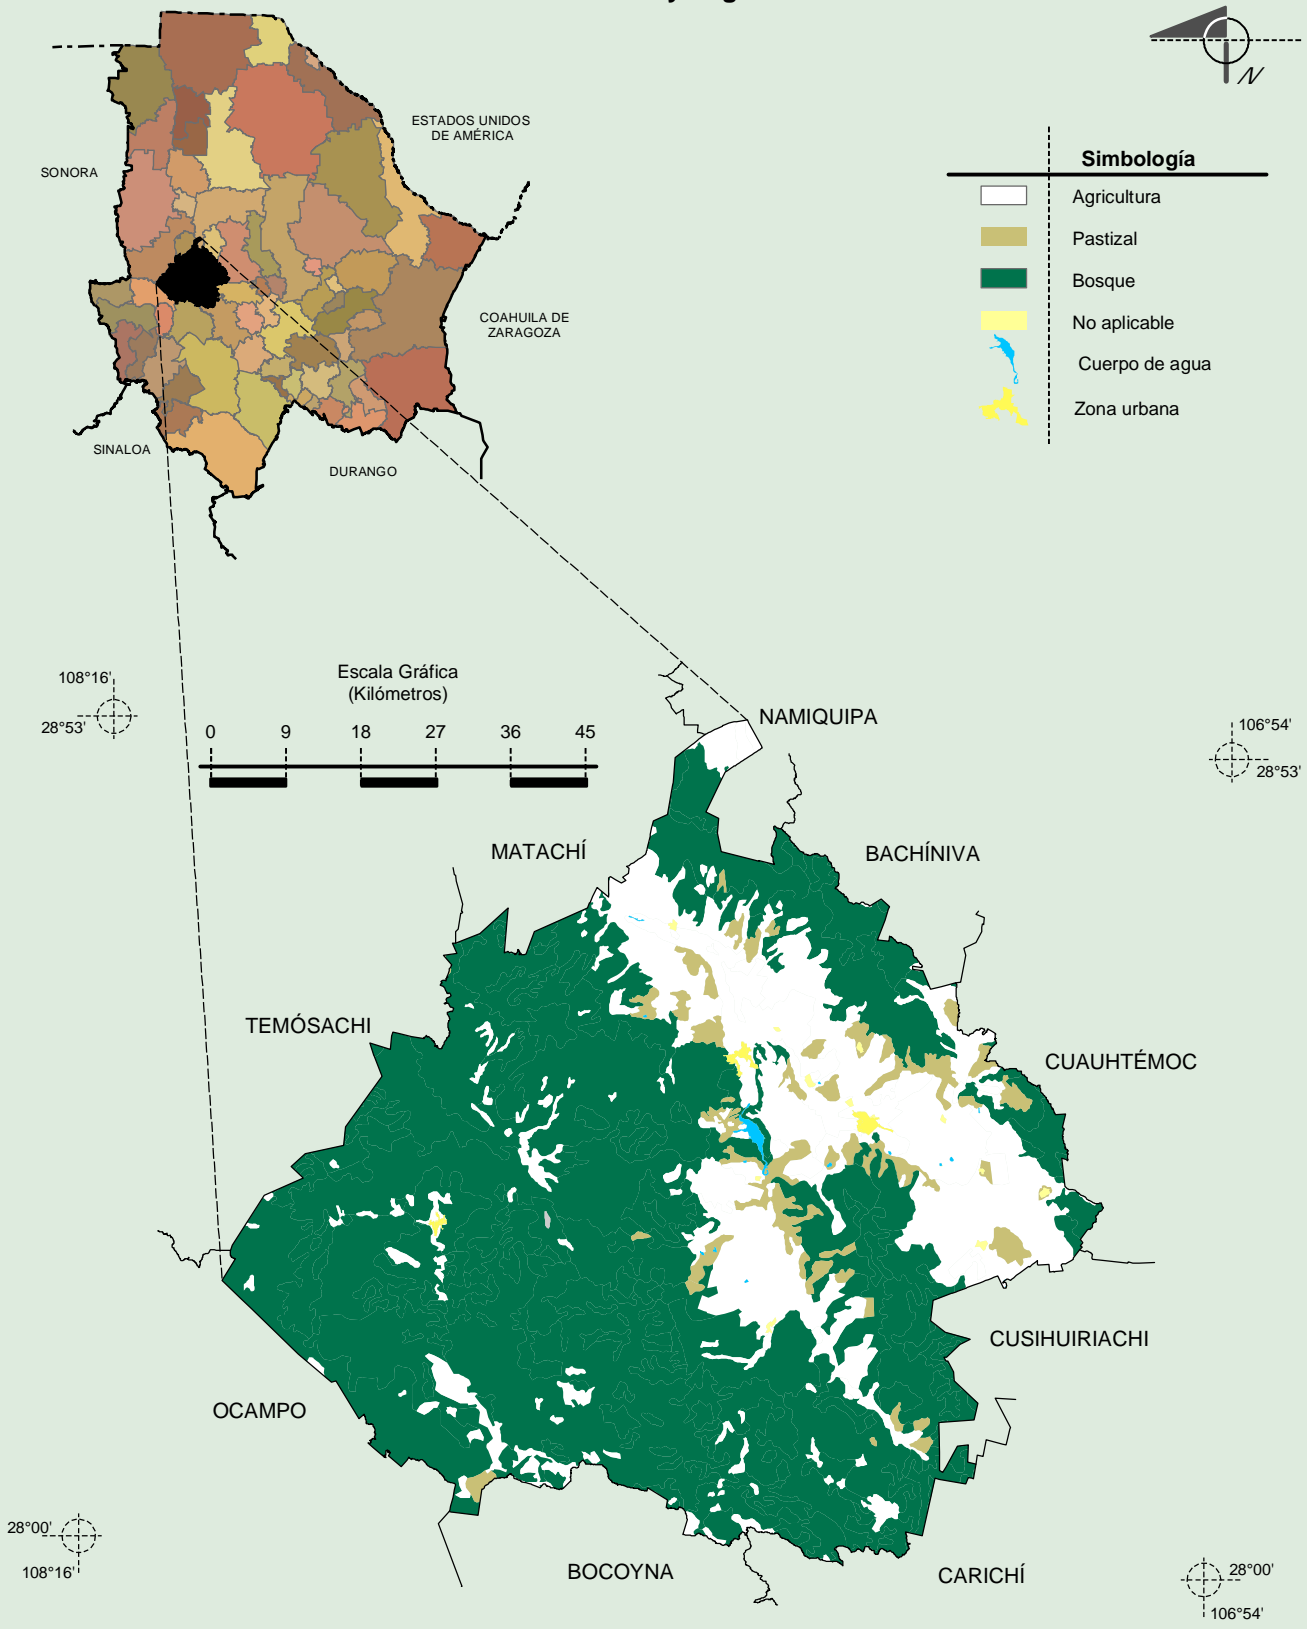 N
ESTADOS UNIDOS
DE AMÉRICA
SONORA
COAHUILA DE
ZARAGOZA
SINALOA
DURANGO
Simbología
Agricultura
Pastizal
Bosque
No aplicable
Cuerpo de agua
Zona urbana
Escala Gráfica
(Kilómetros)
0 9 18 27 36 45
108°16'
28°53'
106°54'
28°53'
NAMIQUIPA
MATACHÍ
BACHÍNIVA
TEMÓSACHI
CUAUHTÉMOC
CUSIHUIRIACHI
OCAMPO
BOCOYNA
CARICHÍ
28°00'
108°16'
28°00'
106°54'